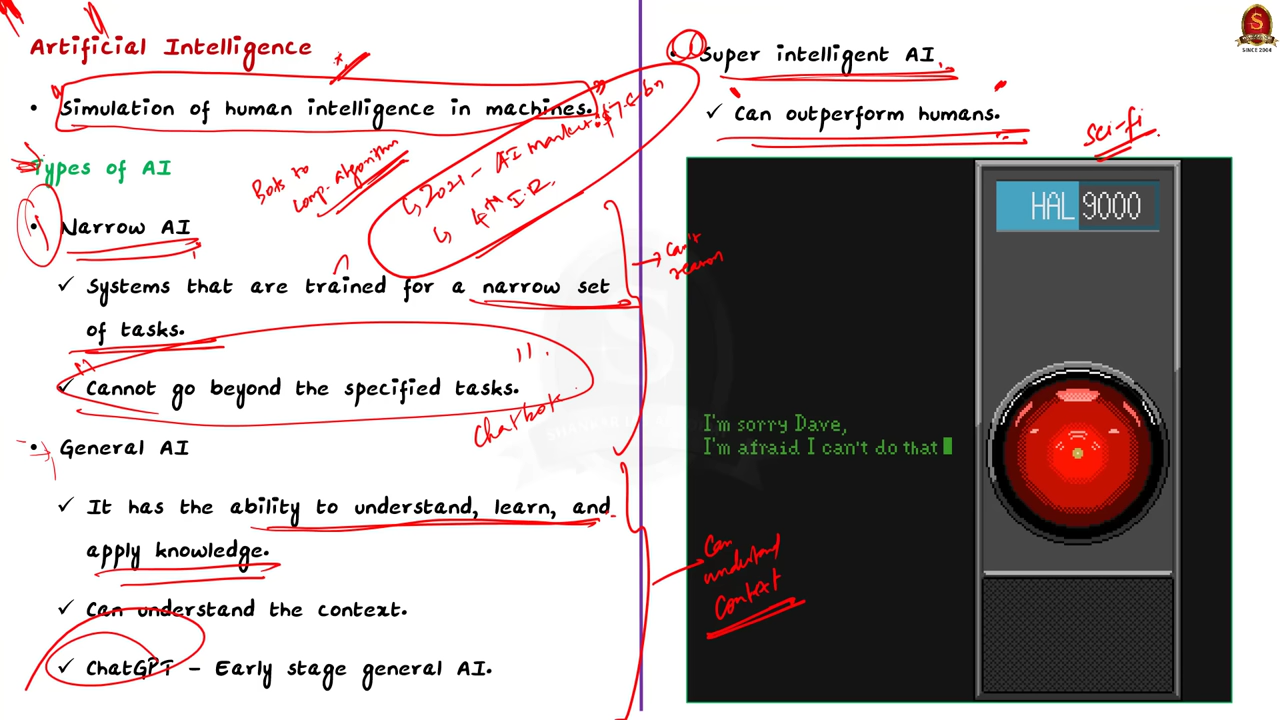 Artificial Intelligence
• Simulation of human intelligence in machines.
Types of AI
• Narrow AI
✓ Systems that are trained for a narrow set
of tasks.
✓ Cannot go beyond the specified tasks.
• General AI
✓ It has the ability to understand, learn, and
apply knowledge.
✓ Can understand the context.
✓ ChatGPT - Early stage general AI.
Bots to
comp. algorithm
2021 - AI market
4th I.R.
Chatbot
can't
reason
Can
understand
Context
• Super intelligent AI.
✓ Can outperform humans.
sci-fi
HAL 9000
I'm sorry Dave,
I'm afraid I can't do that
S
SINCE 2004